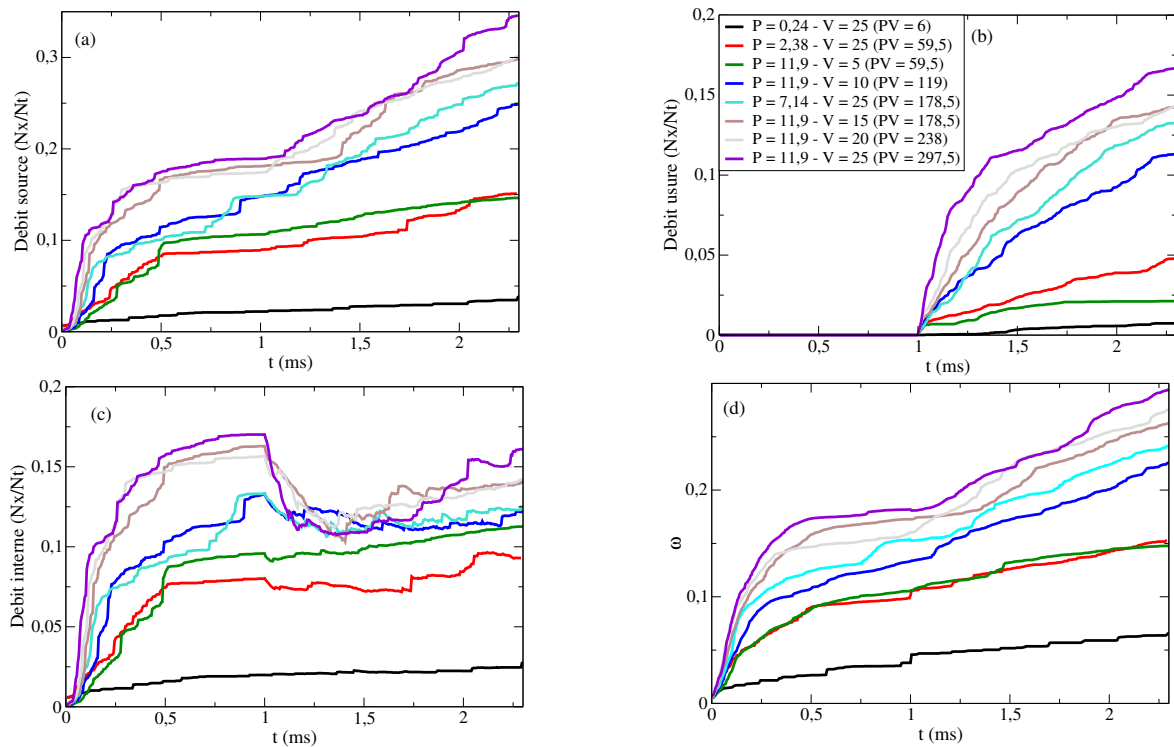 (a)
Debit source (Nx/Nt)
0,3
0,2
0,1
0
0 0,5 1 1,5 2
t (ms)
0,2
P = 0,24 - V = 25 (PV = 6)
P = 2,38 - V = 25 (PV = 59,5)
P = 11,9 - V = 5 (PV = 59,5)
P = 11,9 - V = 10 (PV = 119)
P = 7,14 - V = 25 (PV = 178,5)
P = 11,9 - V = 15 (PV = 178,5)
P = 11,9 - V = 20 (PV = 238)
P = 11,9 - V = 25 (PV = 297,5)
(b)
Debit usure (Nx/Nt)
0,15
0,1
0,05
0
0 0,5 1 1,5 2
t (ms)
(c)
Debit interne (Nx/Nt)
0,2
0,15
0,1
0,05
0
0 0,5 1 1,5 2
t (ms)
(d)
ω
0,2
0,1
0
0 0,5 1 1,5 2
t (ms)